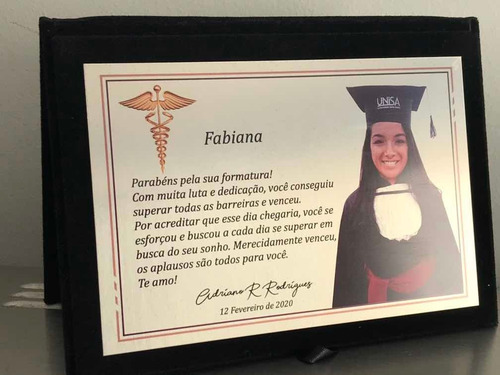 UNISA
Fabiana
Parabéns pela sua formatura!
Com muita luta e dedicação, você conseguiu
superar todas as barreiras e venceu.
Por acreditar que esse dia chegaria, você se
esforçou e buscou a cada dia se superar em
busca do seu sonho. Merecidamente venceu,
os aplausos são todos para você.
Te amo!
Adriano R Rodrigues
12 Fevereiro de 2020